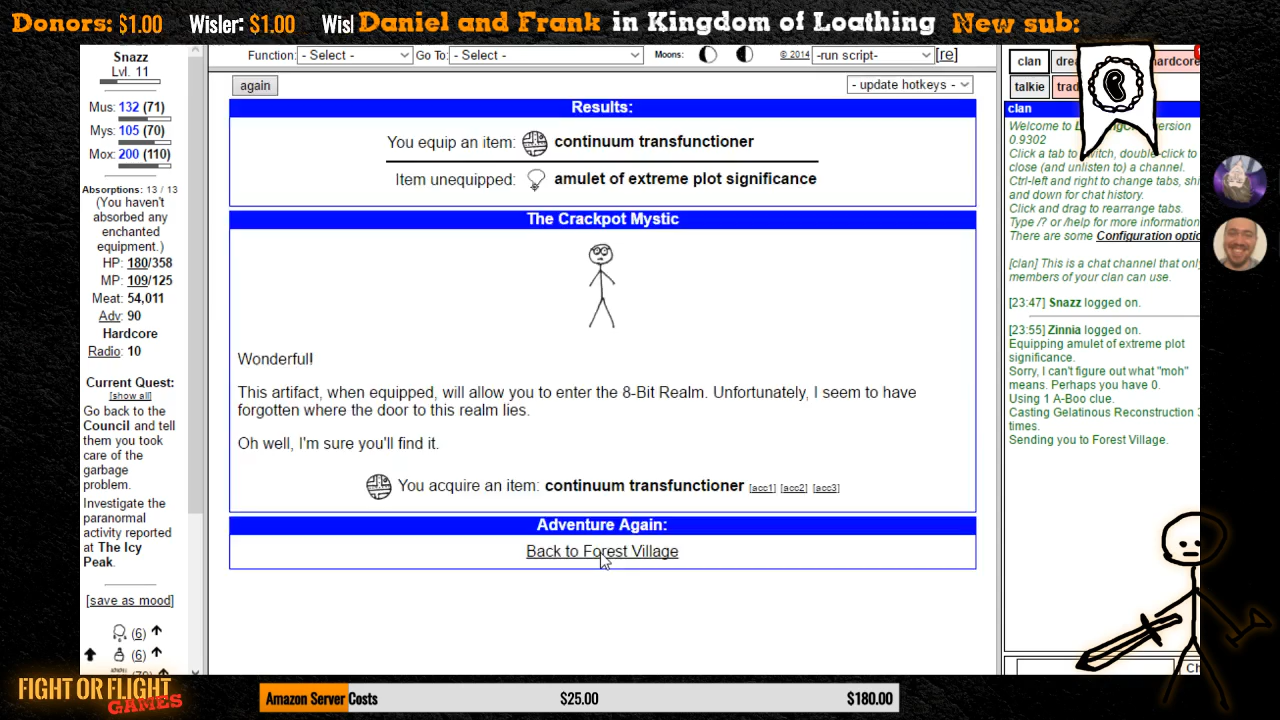 Donors: $1.00 Wisler: $1.00 Wisl Daniel and Frank in Kingdom of Loathing New sub:
Snazz
Lvl. 11
Mus: 132 (71)
Mys: 105 (70)
Mox: 200 (110)
Absorptions: 13 / 13
(You haven't
absorbed any
enchanted
equipment.)
HP: 180/358
MP: 109/125
Meat: 54,011
Adv: 90
Hardcore
Radio: 10
Current Quest:
[show all]
Go back to the
Council and tell
them you took
care of the
garbage
problem.
Investigate the
paranormal
activity reported
at The Icy
Peak.
[save as mood]
(6)
(6)
Function: - Select - Go To: - Select - Moons: © 2014 -run script- [re]
again - update hotkeys -
Results:
You equip an item: continuum transfunctioner
Item unequipped: amulet of extreme plot significance
The Crackpot Mystic
Wonderful!
This artifact, when equipped, will allow you to enter the 8-Bit Realm. Unfortunately, I seem to have
forgotten where the door to this realm lies.
Oh well, I'm sure you'll find it.
You acquire an item: continuum transfunctioner [acc1] [acc2] [acc3]
Adventure Again:
Back to Forest Village
clan drea ardcore
talkie trad
clan
Welcome to version
0.9302
Click a tab to switch, double-click to
close (and unlisten to) a channel.
Ctrl-left and right to change tabs, shi
and down for chat history.
Click and drag to rearrange tabs.
Type /? or /help for more information
There are some Configuration optio
[clan] This is a chat channel that only
members of your clan can use.
[23:47] Snazz logged on.
[23:55] Zinnia logged on.
Equipping amulet of extreme plot
significance.
Sorry, I can't figure out what "moh"
means. Perhaps you have 0.
Using 1 A-Boo clue.
Casting Gelatinous Reconstruction 3
times.
Sending you to Forest Village.
Ch
FIGHT OR FLIGHT
GAMES
Amazon Server Costs $25.00 $180.00